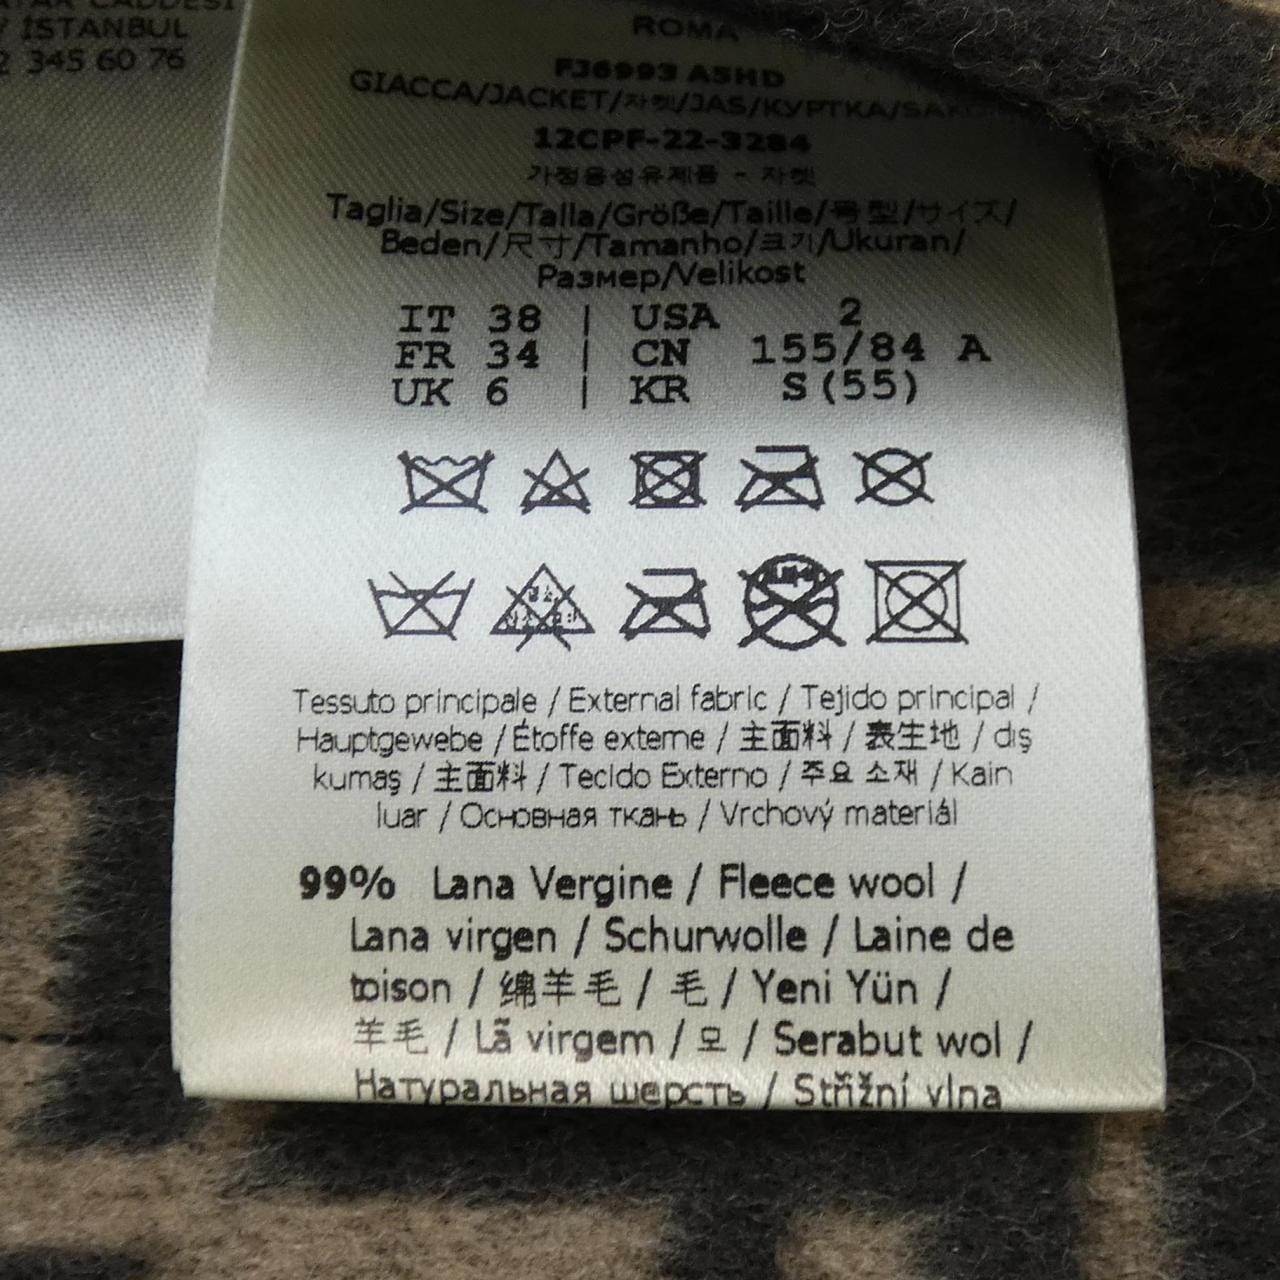 CADDESİ
İSTANBUL
2 345 60 76
ROMA
FJ6993 A5HD
GIACCA/JACKET/자켓/JAS/КУРТКА/SAKO
12CPF-22-3284
가정용섬유제품 - 자켓
Taglia/Size/Talla/Größe/Taille/号型/サイズ/
Beden/尺寸/Tamanho/크기/Ukuran/
Размер/Velikost
IT 38 | USA 2
FR 34 | CN 155/84 A
UK 6 | KR S(55)
Tessuto principale / External fabric / Tejido principal /
Hauptgewebe / Étoffe externe / 主面料 / 表生地 / dış
kumaş / 主面料 / Tecido Externo / 주요 소재 / Kain
luar / Основная ткань / Vrchový materiál
99% Lana Vergine / Fleece wool /
Lana virgen / Schurwolle / Laine de
toison / 绵羊毛 / 毛 / Yeni Yün /
羊毛 / Lã virgem / 모 / Serabut wol /
Натуральная шерсть / Střižní vlna